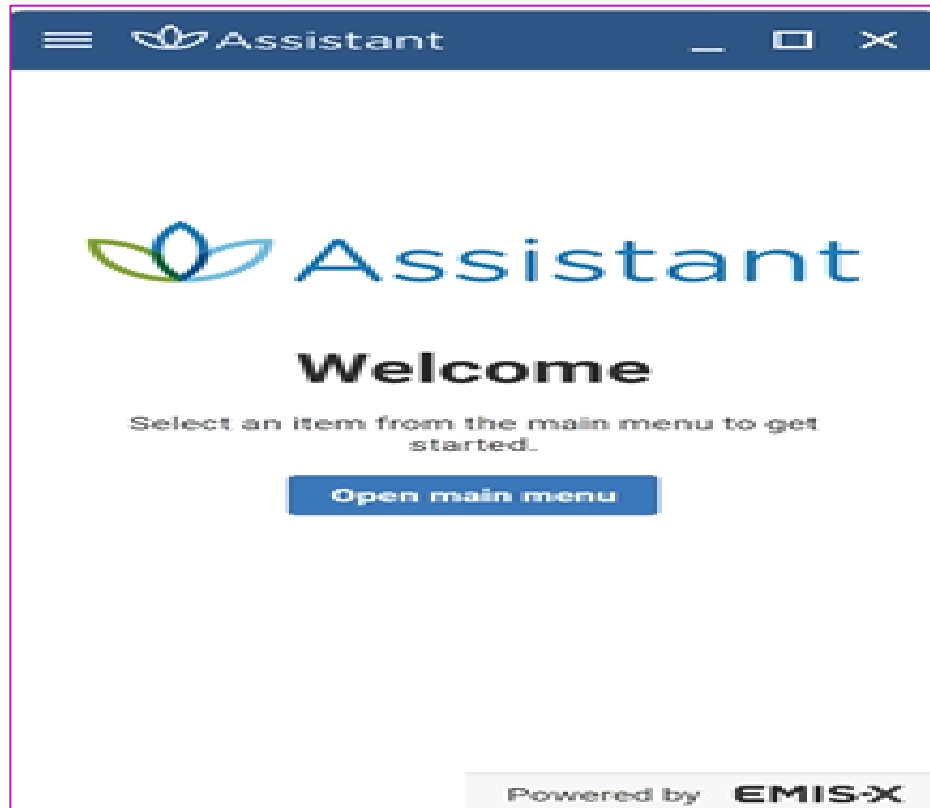 Assistant
Assistant
Welcome
Select an item from the main menu to get
started.
Open main menu
Powered by EMIS-X